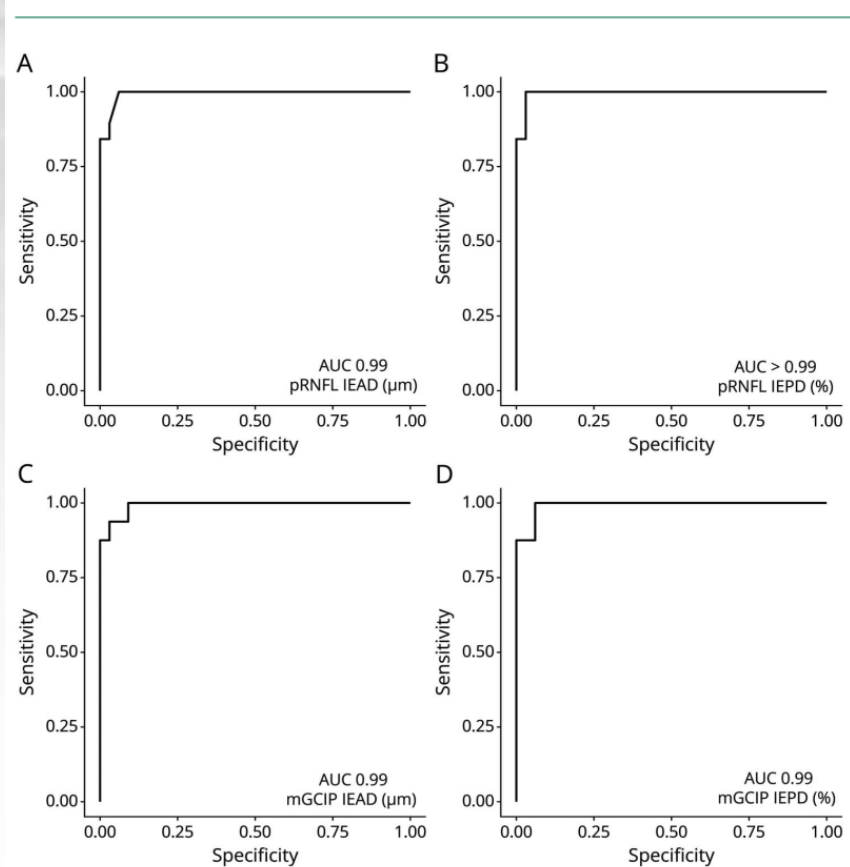 A
1.00
0.75
0.50
0.25
0.00
Sensitivity
AUC 0.99
pRNFL IEAD (μm)
0.00 0.25 0.50 0.75 1.00
Specificity
B
1.00
0.75
0.50
0.25
0.00
Sensitivity
AUC > 0.99
pRNFL IEPD (%)
0.00 0.25 0.50 0.75 1.00
Specificity
C
1.00
0.75
0.50
0.25
0.00
Sensitivity
AUC 0.99
mGCIP IEAD (μm)
0.00 0.25 0.50 0.75 1.00
Specificity
D
1.00
0.75
0.50
0.25
0.00
Sensitivity
AUC 0.99
mGCIP IEPD (%)
0.00 0.25 0.50 0.75 1.00
Specificity